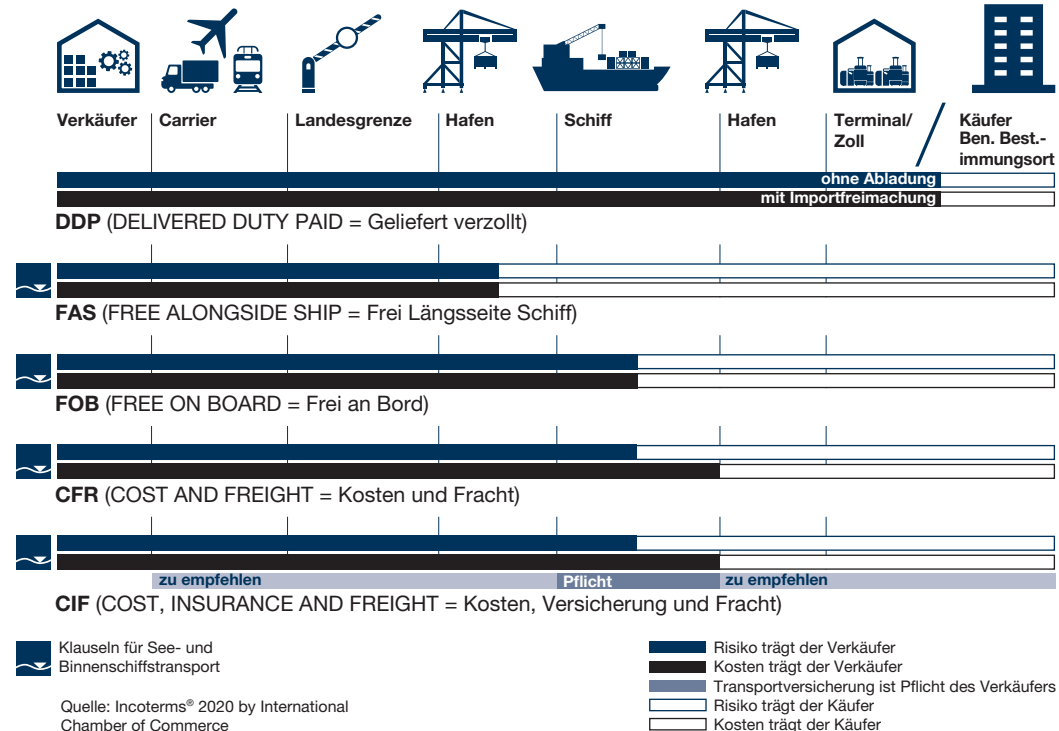 Verkäufer
Carrier
Landesgrenze
Hafen
Schiff
Hafen
Terminal/
Zoll
Käufer
Ben. Best.-
immungsort
ohne Abladung
mit Importfreimachung
DDP (DELIVERED DUTY PAID = Geliefert verzollt)
FAS (FREE ALONGSIDE SHIP = Frei Längsseite Schiff)
FOB (FREE ON BOARD = Frei an Bord)
CFR (COST AND FREIGHT = Kosten und Fracht)
zu empfehlen
Pflicht
zu empfehlen
CIF (COST, INSURANCE AND FREIGHT = Kosten, Versicherung und Fracht)
Klauseln für See- und
Binnenschiffstransport
Quelle: Incoterms® 2020 by International
Chamber of Commerce
Risiko trägt der Verkäufer
Kosten trägt der Verkäufer
Transportversicherung ist Pflicht des Verkäufers
Risiko trägt der Käufer
Kosten trägt der Käufer